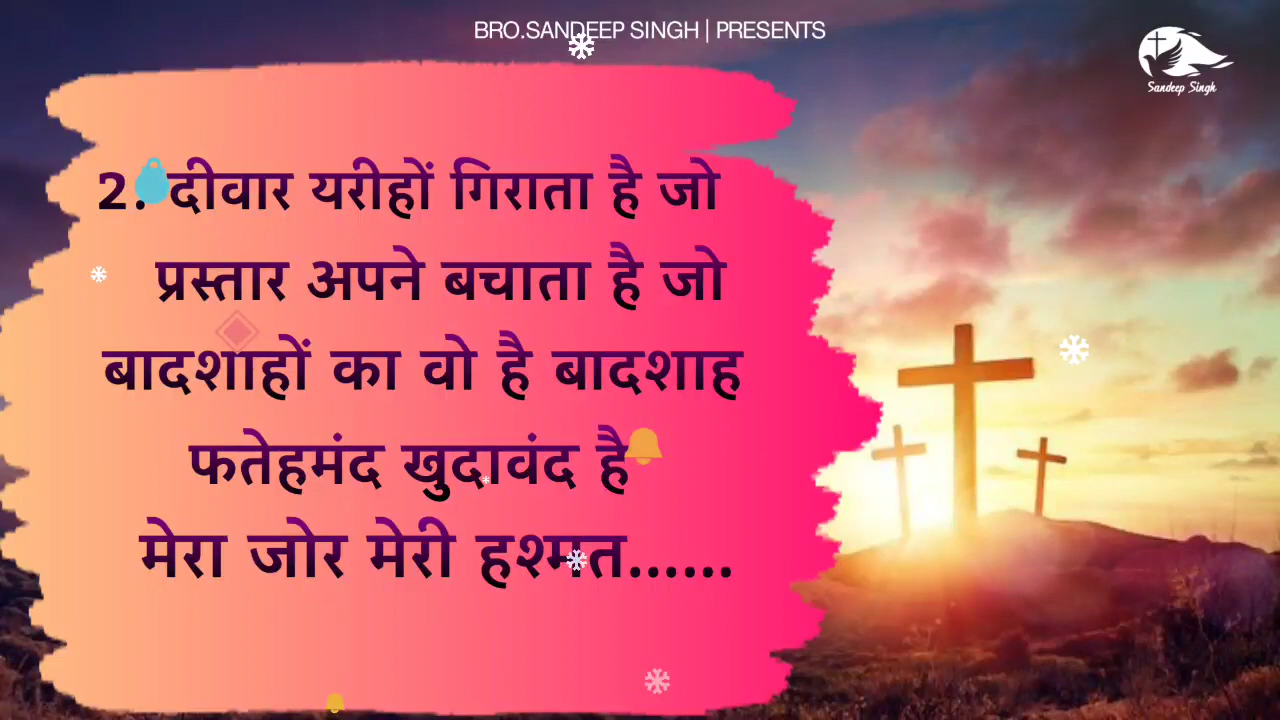 BRO.SANDEEP SINGH | PRESENTS
Sandeep Singh
2. दीवार यरीहों गिराता है जो
प्रस्तार अपने बचाता है जो
बादशाहों का वो है बादशाह
फतेहमंद खुदावंद है
मेरा जोर मेरी हश्मत......